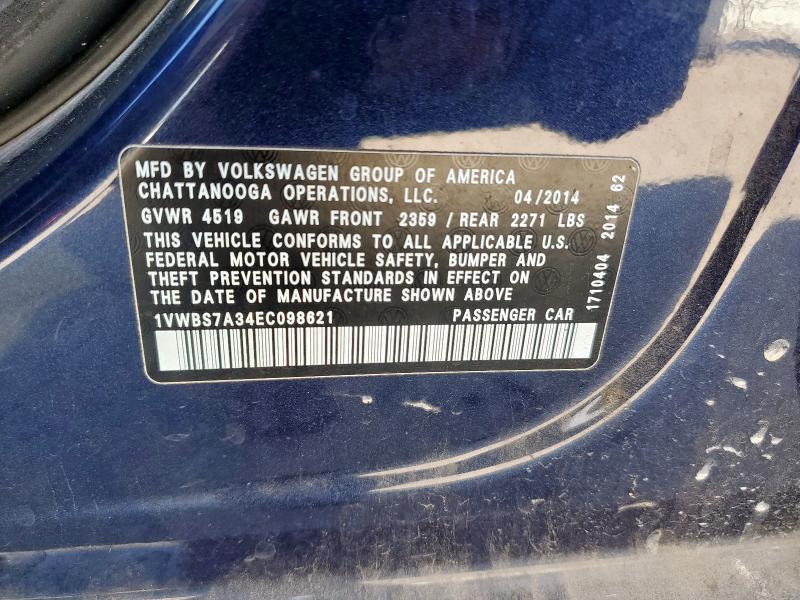 MFD BY VOLKSWAGEN GROUP OF AMERICA
CHATTANOOGA OPERATIONS, LLC. 04/2014
GVWR 4519 GAWR FRONT 2359 / REAR 2271 LBS
THIS VEHICLE CONFORMS TO ALL APPLICABLE U.S.
FEDERAL MOTOR VEHICLE SAFETY, BUMPER AND
THEFT PREVENTION STANDARDS IN EFFECT ON
THE DATE OF MANUFACTURE SHOWN ABOVE
1VWBS7A34EC098621 PASSENGER CAR
1710404 2014 62